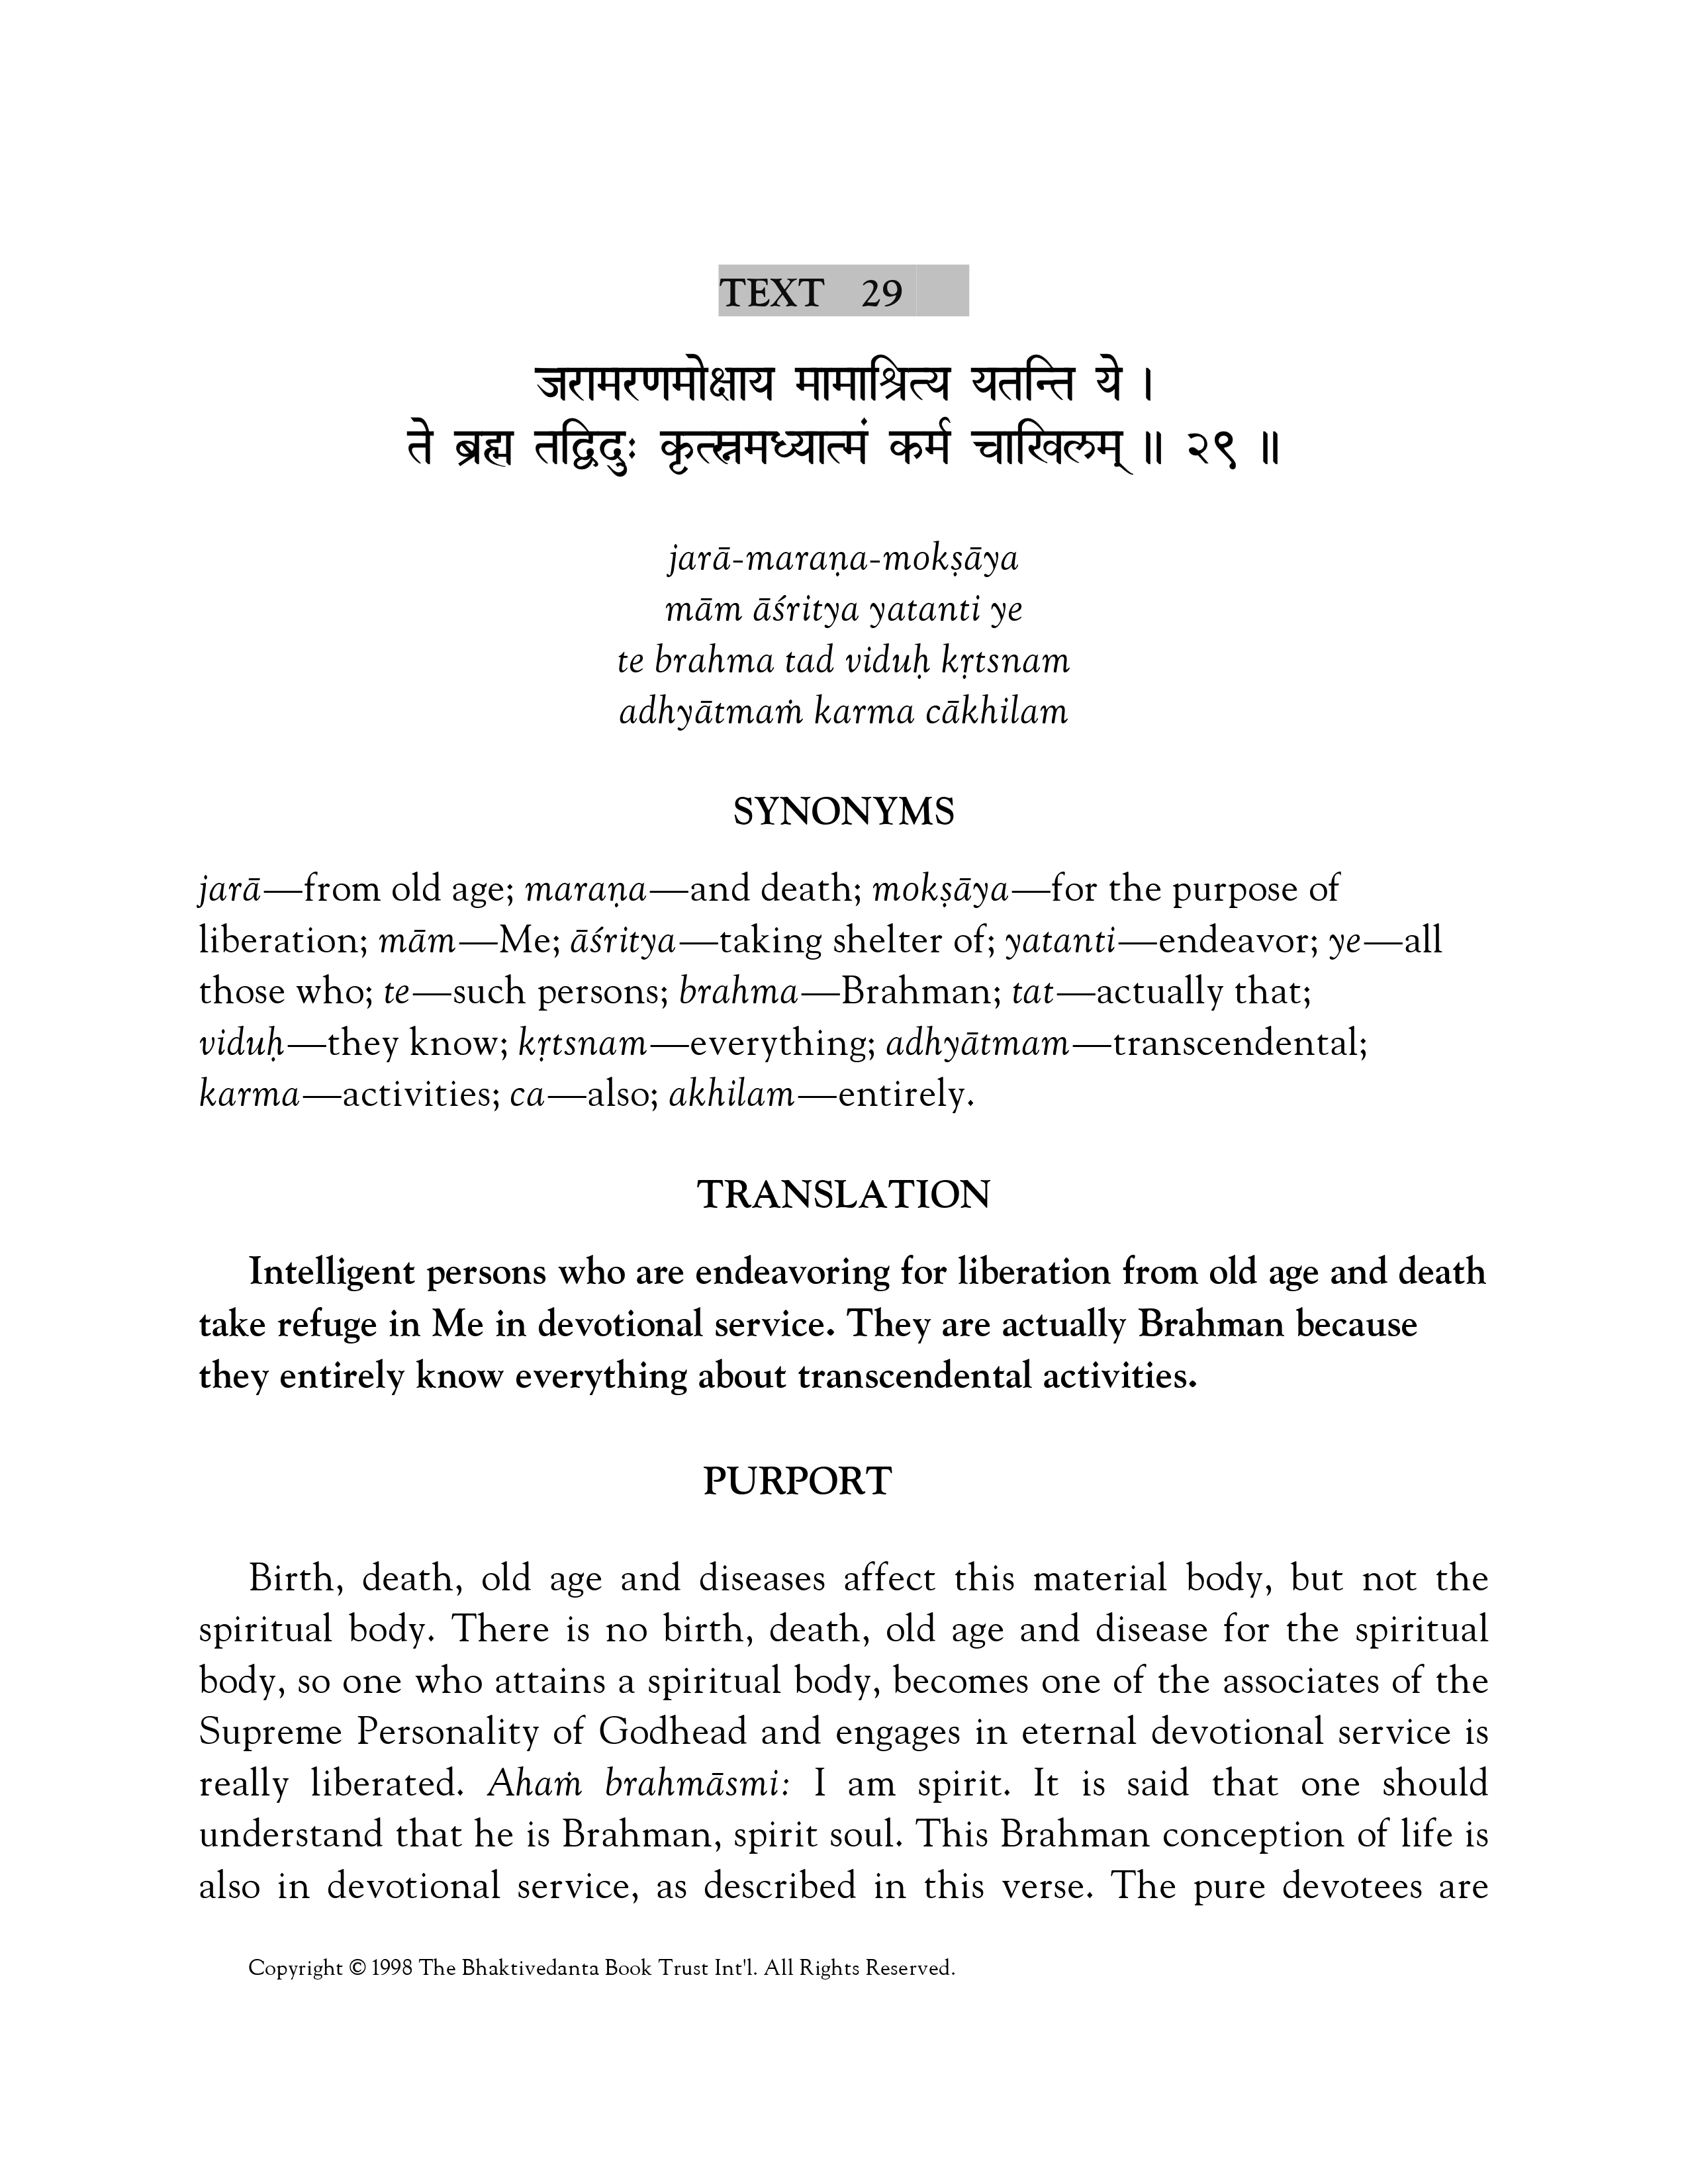 TEXT 29
जरामरणमोक्षाय मामाश्रित्य यतन्ति ये ।
ते ब्रह्म तद्विदुः कृत्स्नमध्यात्मं कर्म चाखिलम् ॥ २९ ॥
jarā-maraṇa-mokṣāya
mām āśritya yatanti ye
te brahma tad viduḥ kṛtsnam
adhyātmaṁ karma cākhilam
SYNONYMS
jarā—from old age; maraṇa—and death; mokṣāya—for the purpose of
liberation; mām—Me; āśritya—taking shelter of; yatanti—endeavor; ye—all
those who; te—such persons; brahma—Brahman; tat—actually that;
viduḥ—they know; kṛtsnam—everything; adhyātmam—transcendental;
karma—activities; ca—also; akhilam—entirely.
TRANSLATION
Intelligent persons who are endeavoring for liberation from old age and death
take refuge in Me in devotional service. They are actually Brahman because
they entirely know everything about transcendental activities.
PURPORT
Birth, death, old age and diseases affect this material body, but not the
spiritual body. There is no birth, death, old age and disease for the spiritual
body, so one who attains a spiritual body, becomes one of the associates of the
Supreme Personality of Godhead and engages in eternal devotional service is
really liberated. Ahaṁ brahmāsmi: I am spirit. It is said that one should
understand that he is Brahman, spirit soul. This Brahman conception of life is
also in devotional service, as described in this verse. The pure devotees are
Copyright © 1998 The Bhaktivedanta Book Trust Int'l. All Rights Reserved.